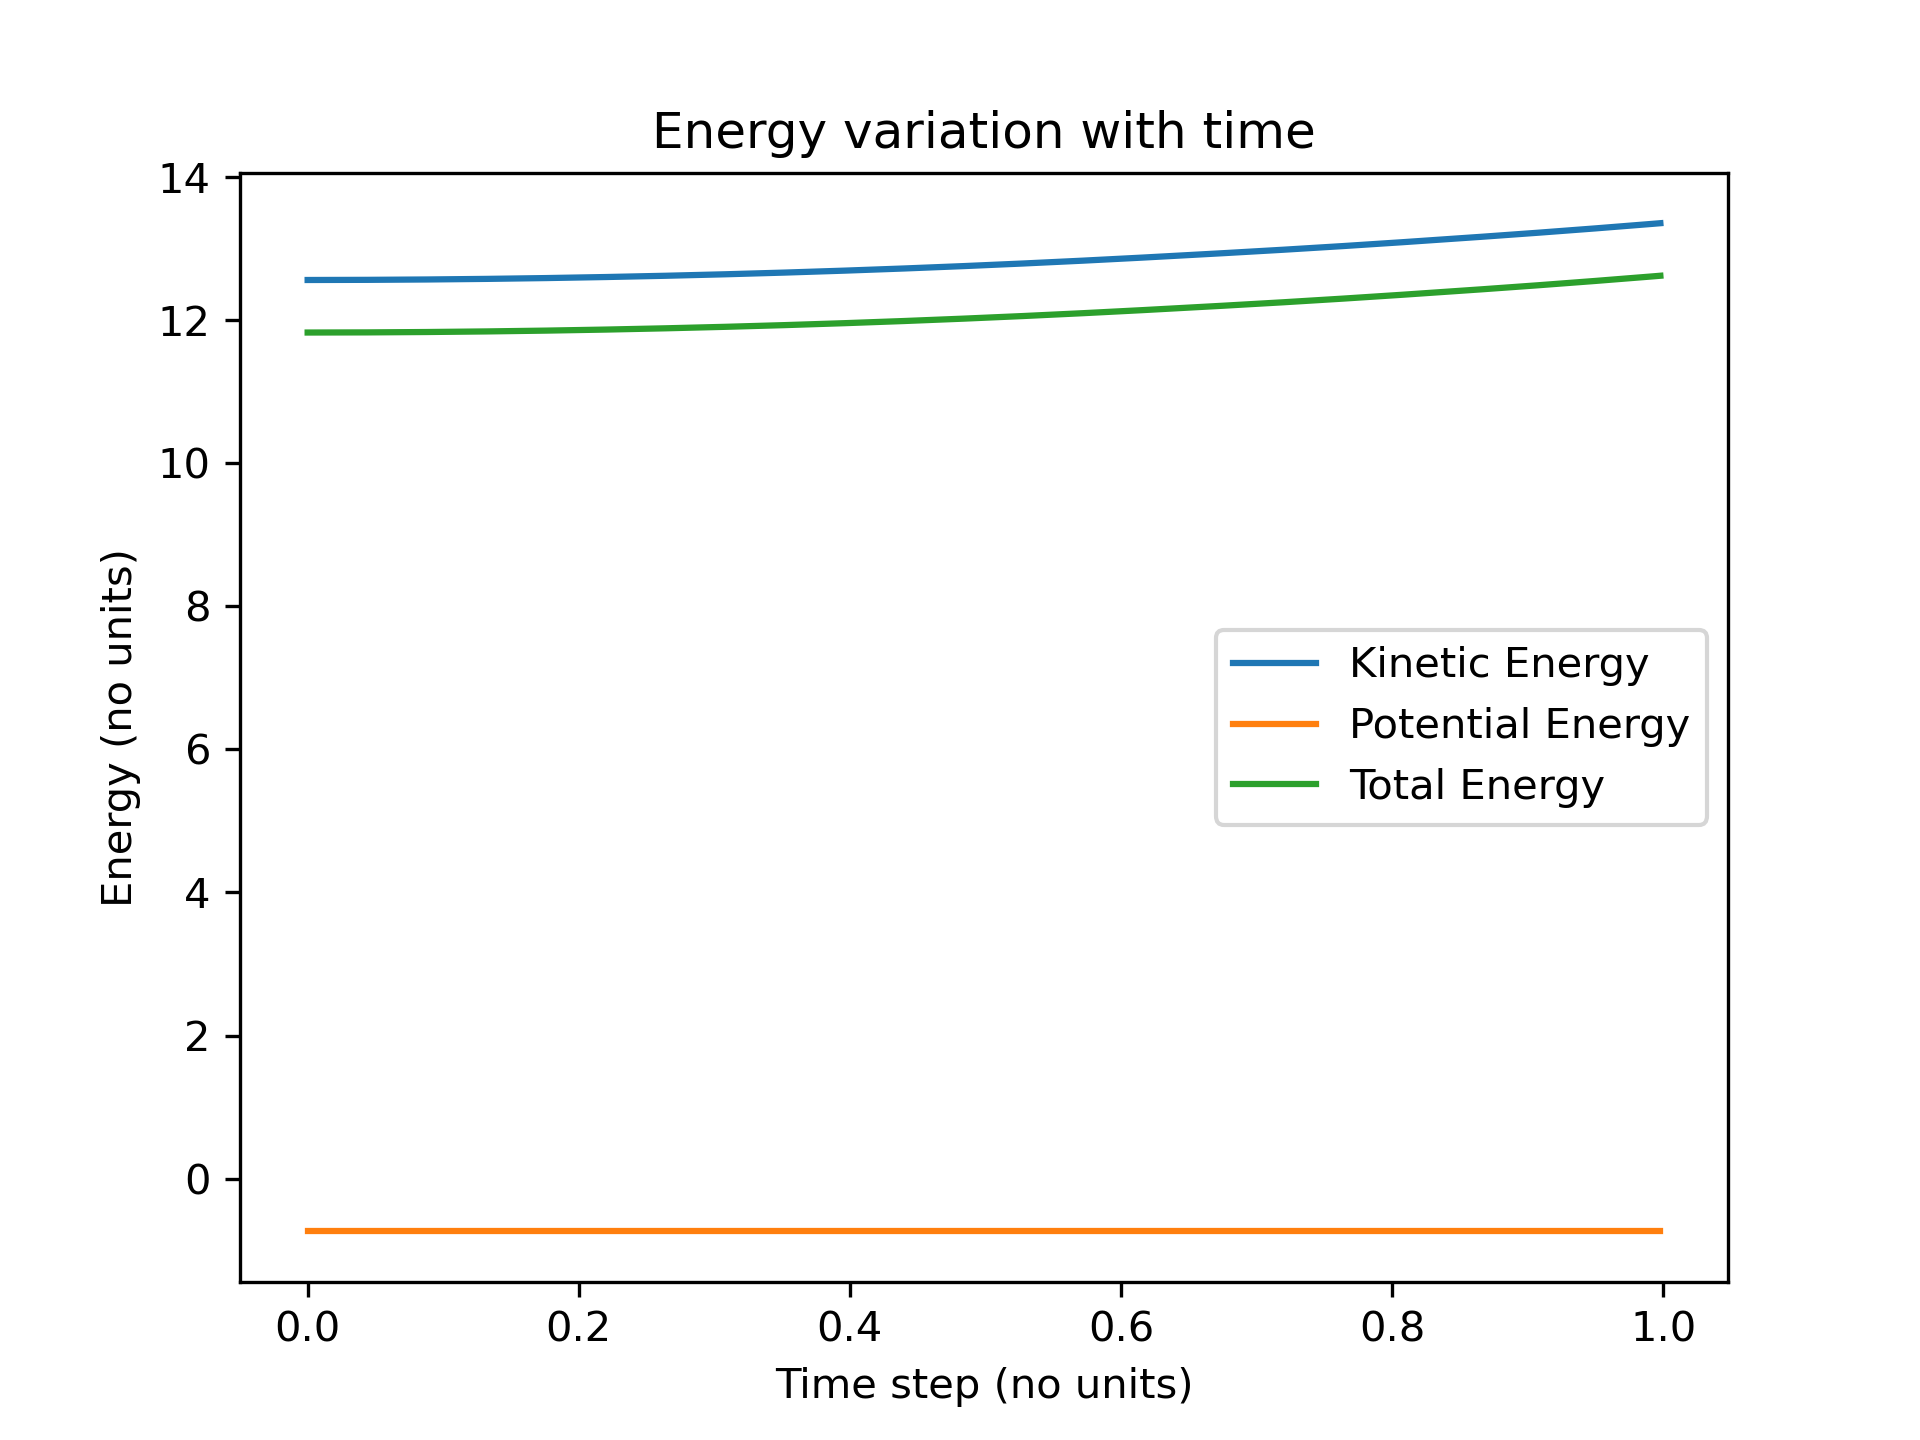 Energy variation with time
14
12
10
8
6
4
2
0
Energy (no units)
Kinetic Energy
Potential Energy
Total Energy
0.0 0.2 0.4 0.6 0.8 1.0
Time step (no units)